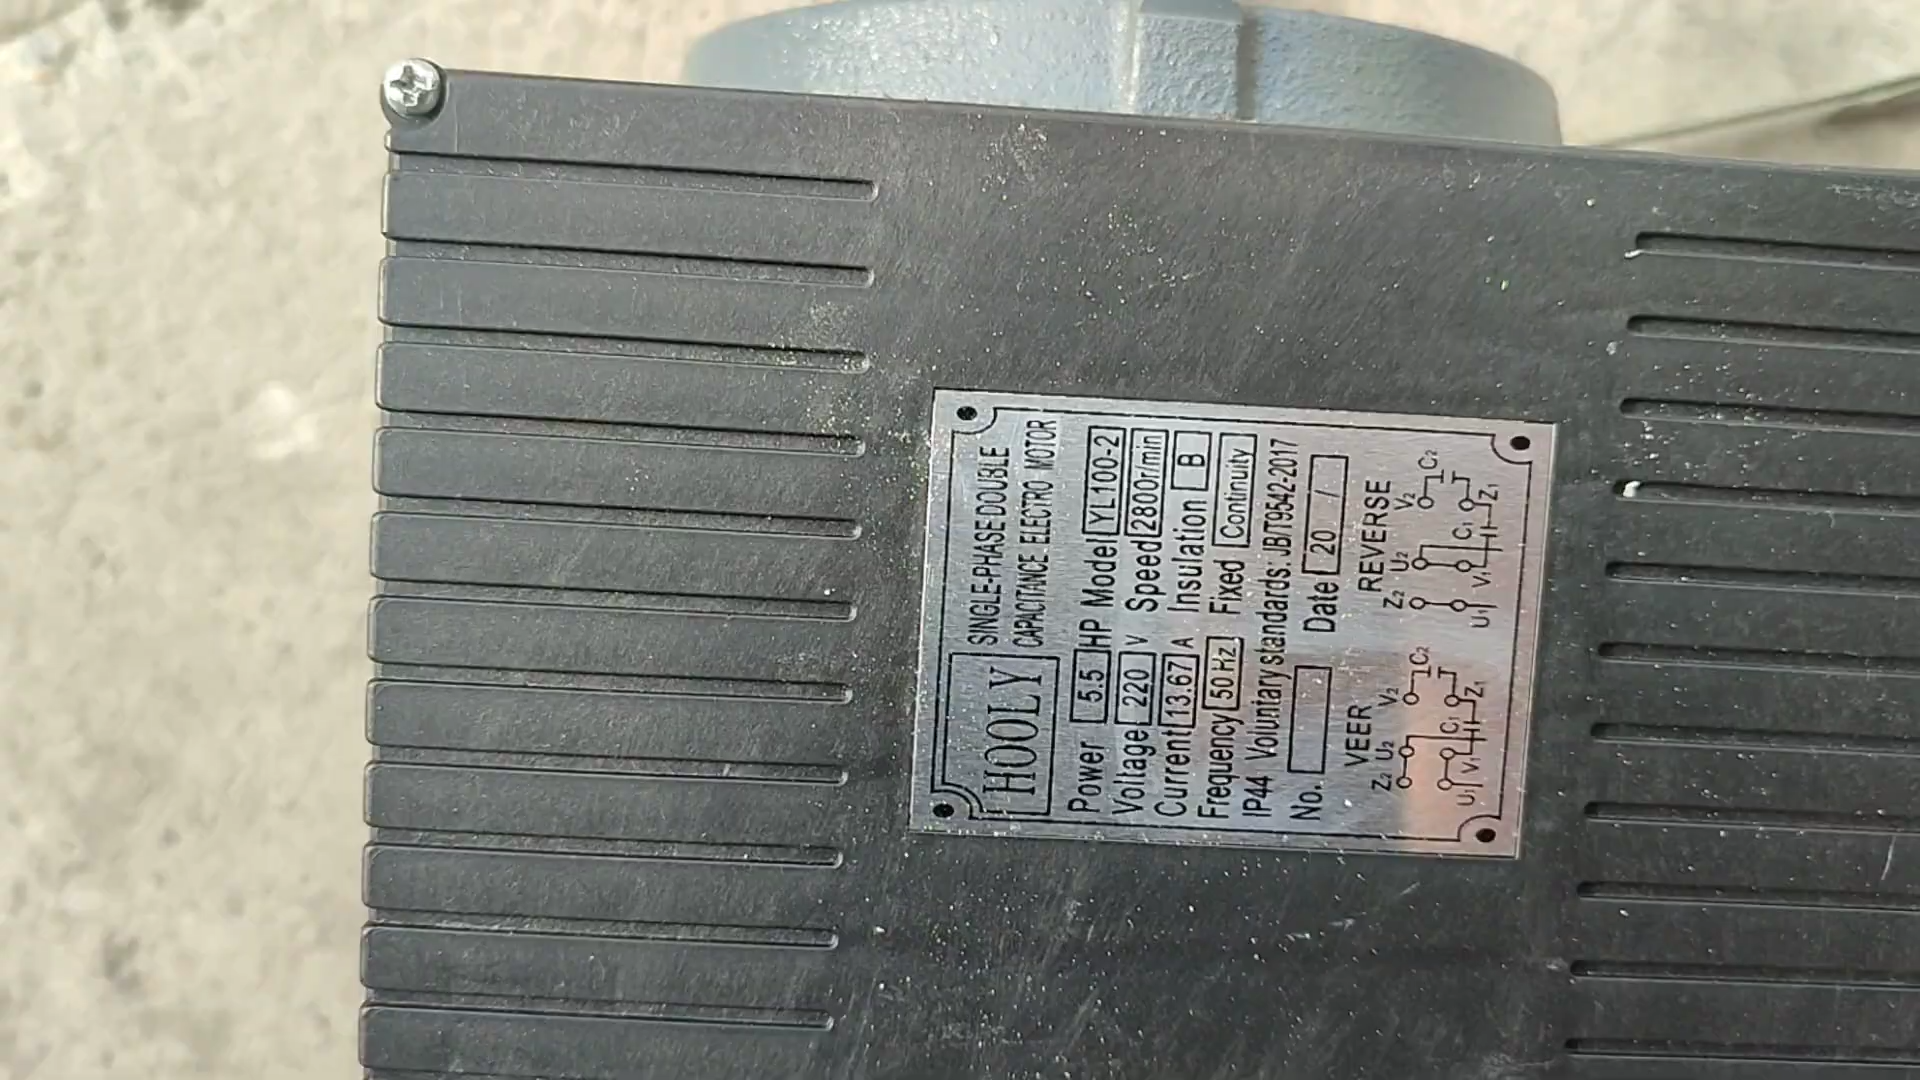 HOOLY
SINGLE-PHASE-DOUBLE
CAPACITANCE ELECTRO MOTOR
Power 5.5 HP Model YL100-2
Voltage 220 V Speed 2800r/min
Current 13.67 A Insulation B
Frequency 50 Hz Fixed Continuity
IP44 Voluntary standards: JBT9542-2017
No. Date 20 /
VEER REVERSE
Z2 U2 V2 C2 Z2 U2 V2 C2
U1 V1 C1 Z1 U1 V1 C1 Z1